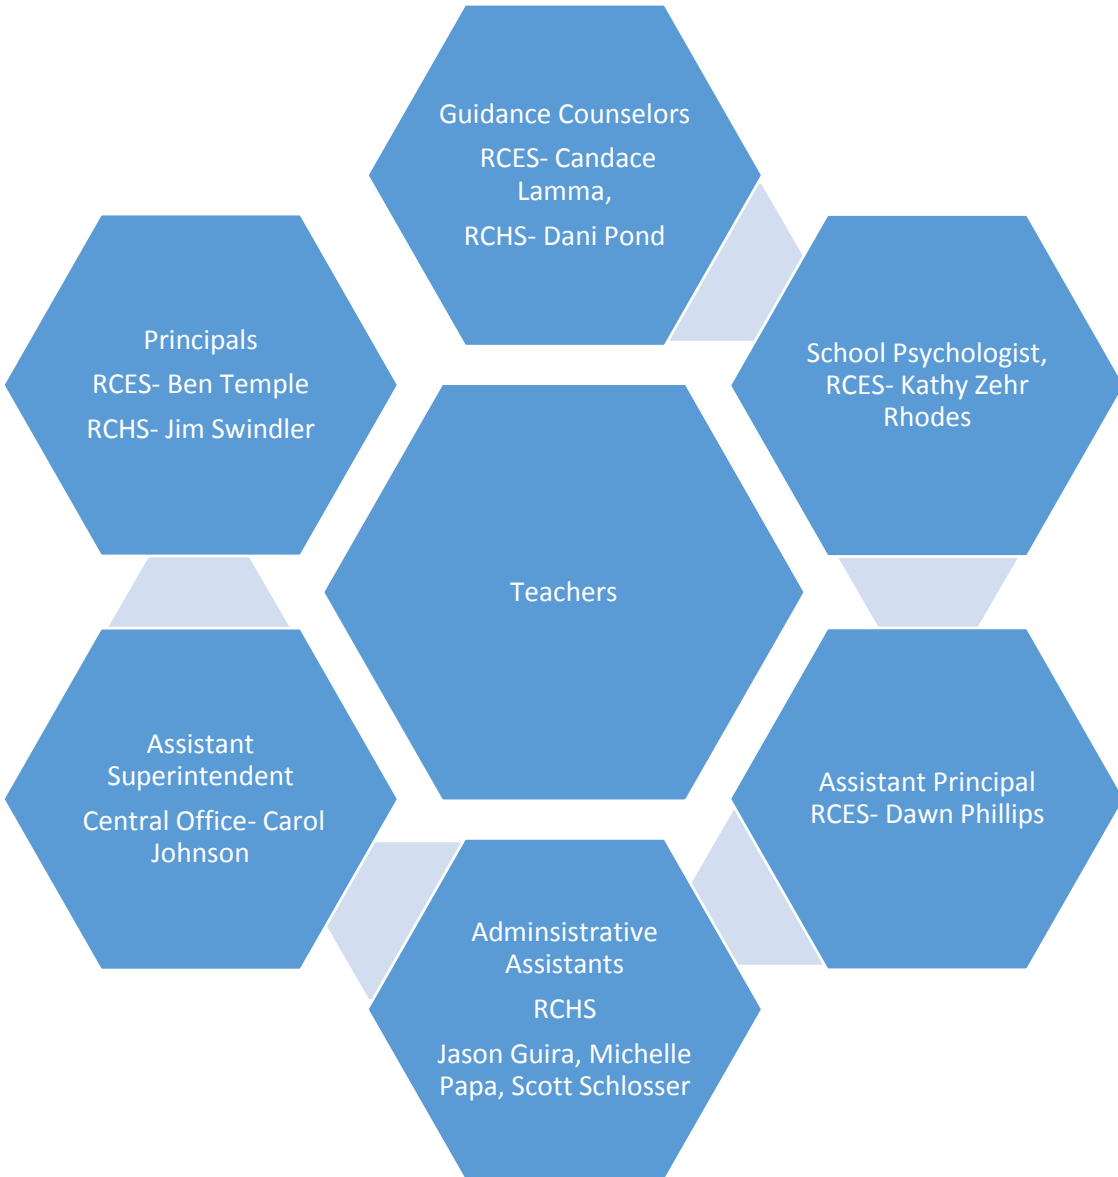 Guidance Counselors
RCES- Candace
Lamma,
RCHS- Dani Pond
School Psychologist,
RCES- Kathy Zehr
Rhodes
Principals
RCES- Ben Temple
RCHS- Jim Swindler
Teachers
Assistant
Superintendent
Central Office- Carol
Johnson
Assistant Principal
RCES- Dawn Phillips
Adminsistrative
Assistants
RCHS
Jason Guira, Michelle
Papa, Scott Schlosser